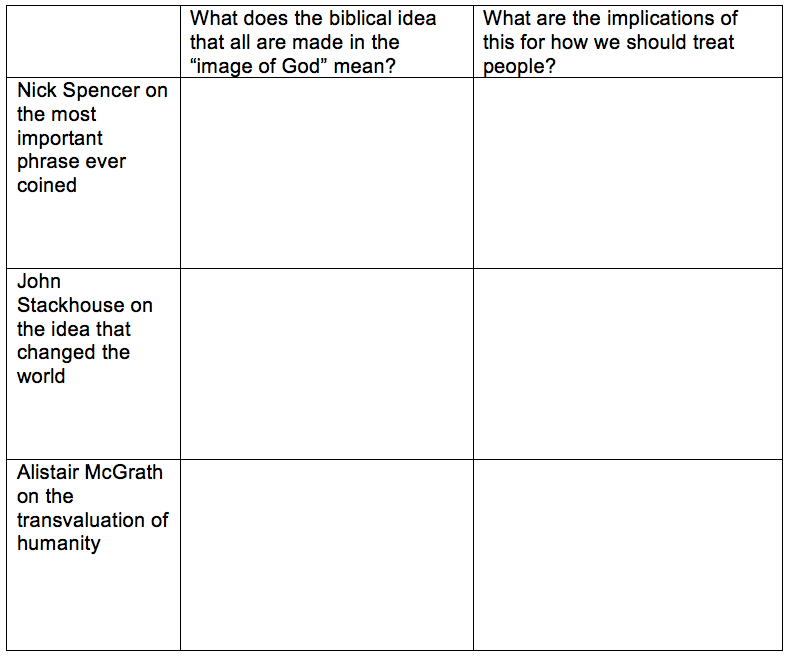 What does the biblical idea
that all are made in the
“image of God” mean?
What are the implications of
this for how we should treat
people?
Nick Spencer on
the most
important
phrase ever
coined
John
Stackhouse on
the idea that
changed the
world
Alistair McGrath
on the
transvaluation of
humanity